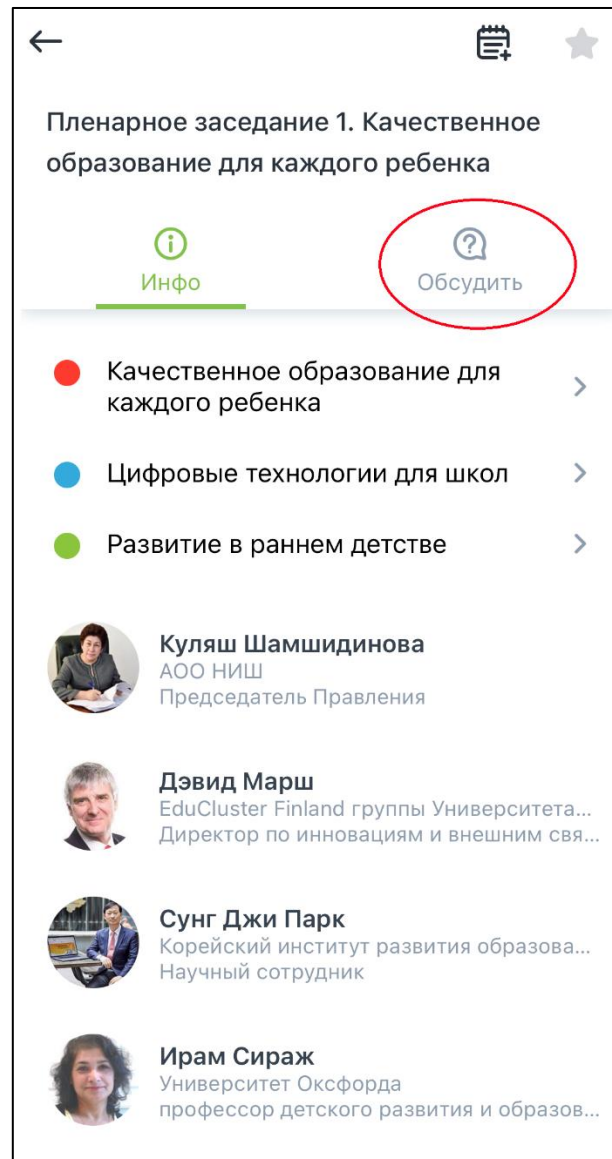 Пленарное заседание 1. Качественное
образование для каждого ребенка
Инфо
Обсудить
Качественное образование для
каждого ребенка
Цифровые технологии для школ
Развитие в раннем детстве
Куляш Шамшидинова
АОО НИШ
Председатель Правления
Дэвид Марш
EduCluster Finland группы Университета...
Директор по инновациям и внешним свя...
Сунг Джи Парк
Корейский институт развития образова...
Научный сотрудник
Ирам Сираж
Университет Оксфорда
профессор детского развития и образов...